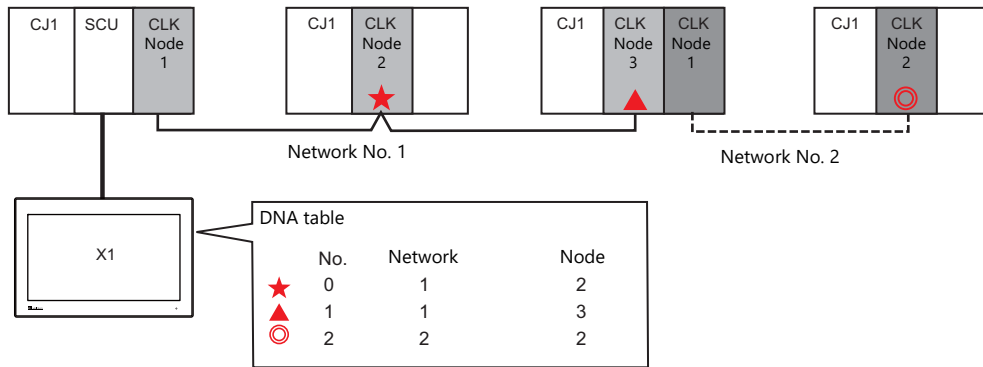 CJ1 SCU CLK Node 1
CJ1 CLK Node 2
CJ1 CLK Node 3 CLK Node 1
CJ1 CLK Node 2
Network No. 1
Network No. 2
X1
DNA table
No. Network Node
0 1 2
1 1 3
2 2 2